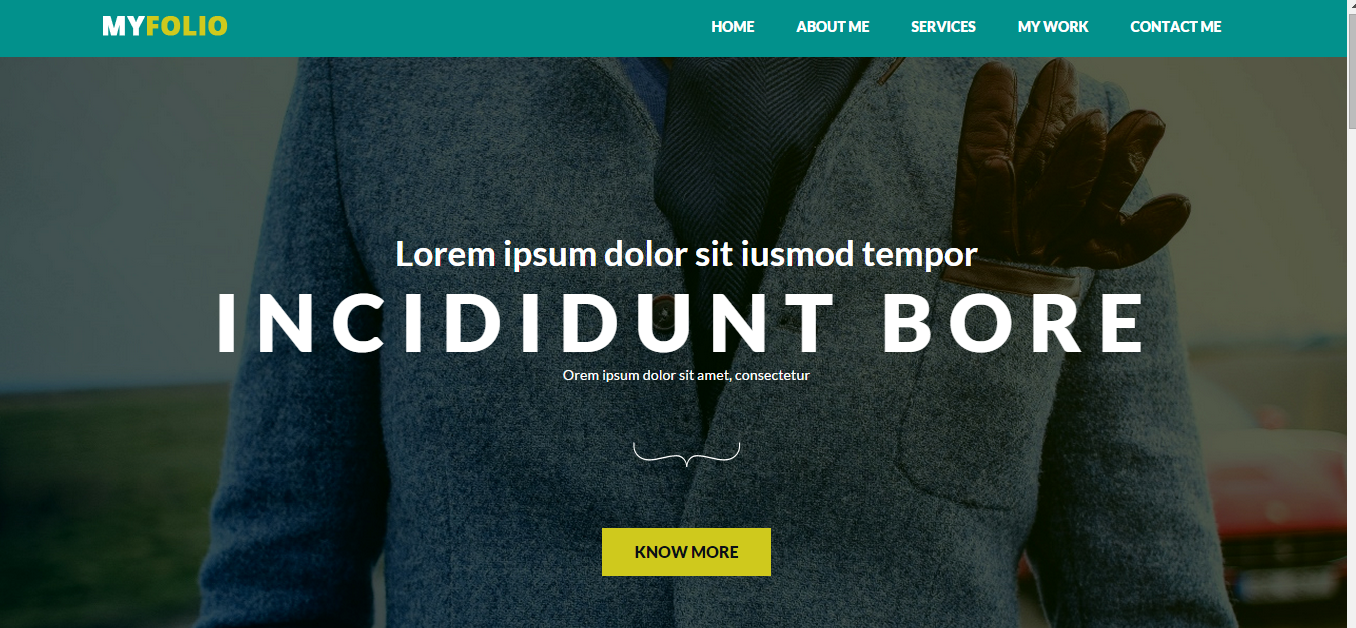 MYFOLIO
HOME ABOUT ME SERVICES MY WORK CONTACT ME
Lorem ipsum dolor sit iusmod tempor
INCIDIDUNT BORE
Orem ipsum dolor sit amet, consectetur
KNOW MORE